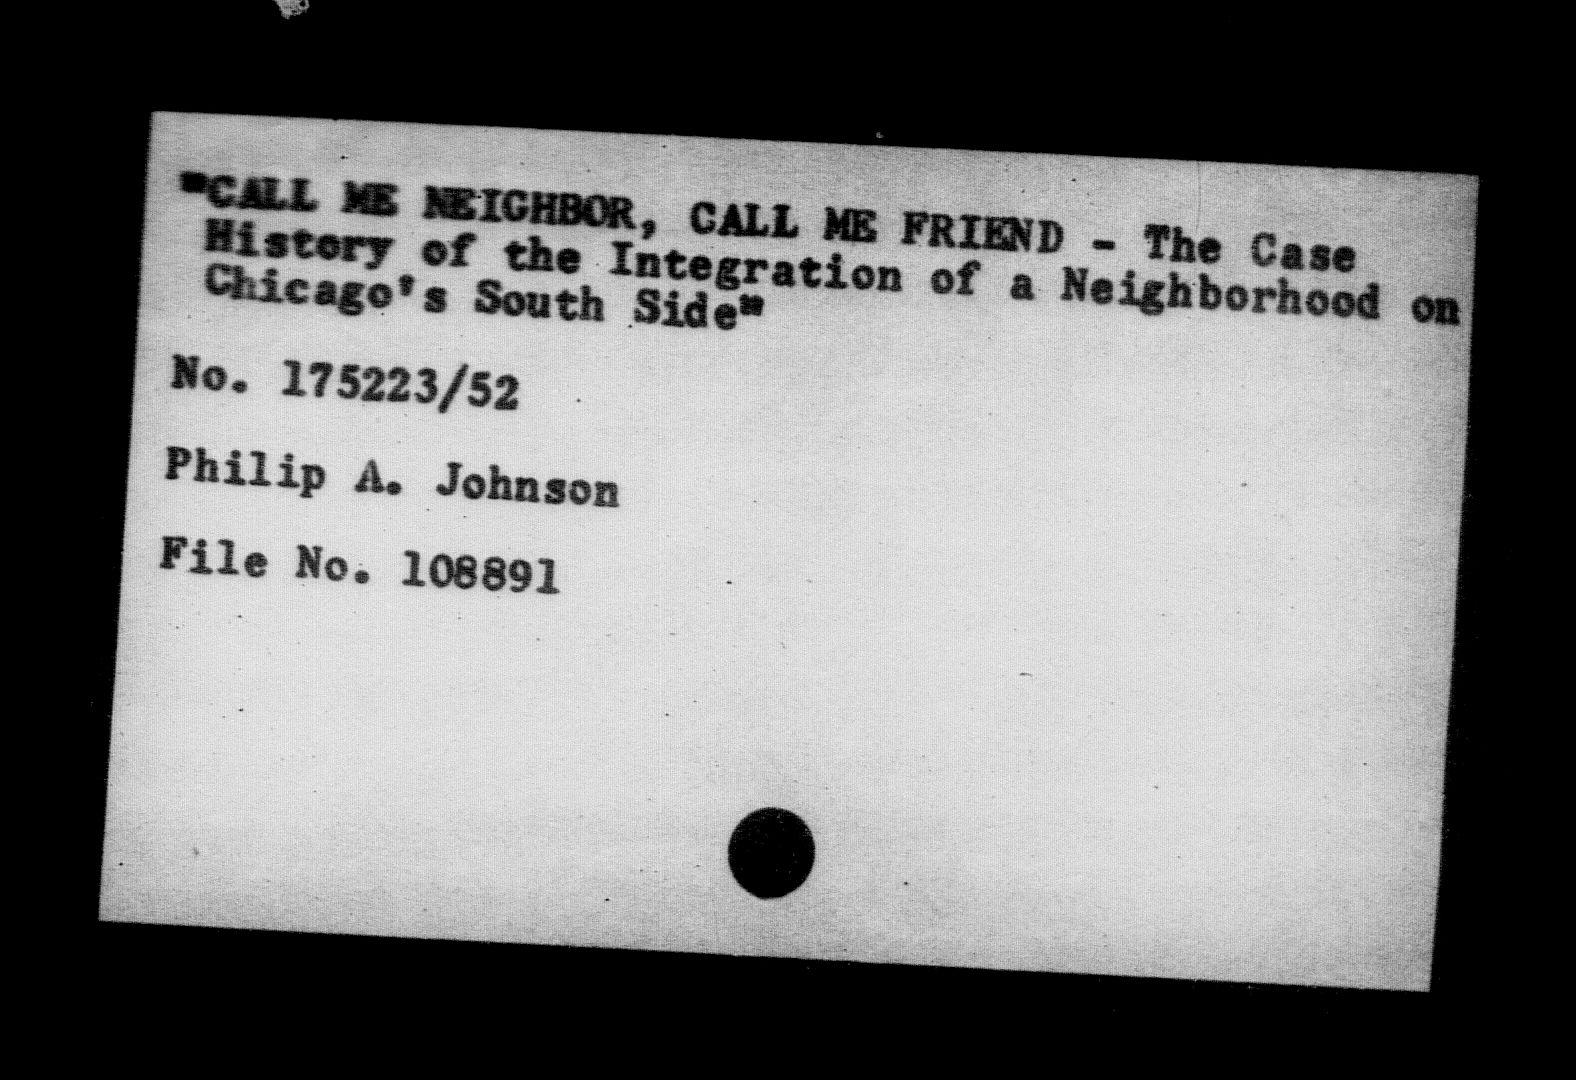 "CALL ME NEIGHBOR, CALL ME FRIEND - The Case
History of the Integration of a Neighborhood on
Chicago's South Side"
No. 175223/52
Philip A. Johnson
File No. 108891